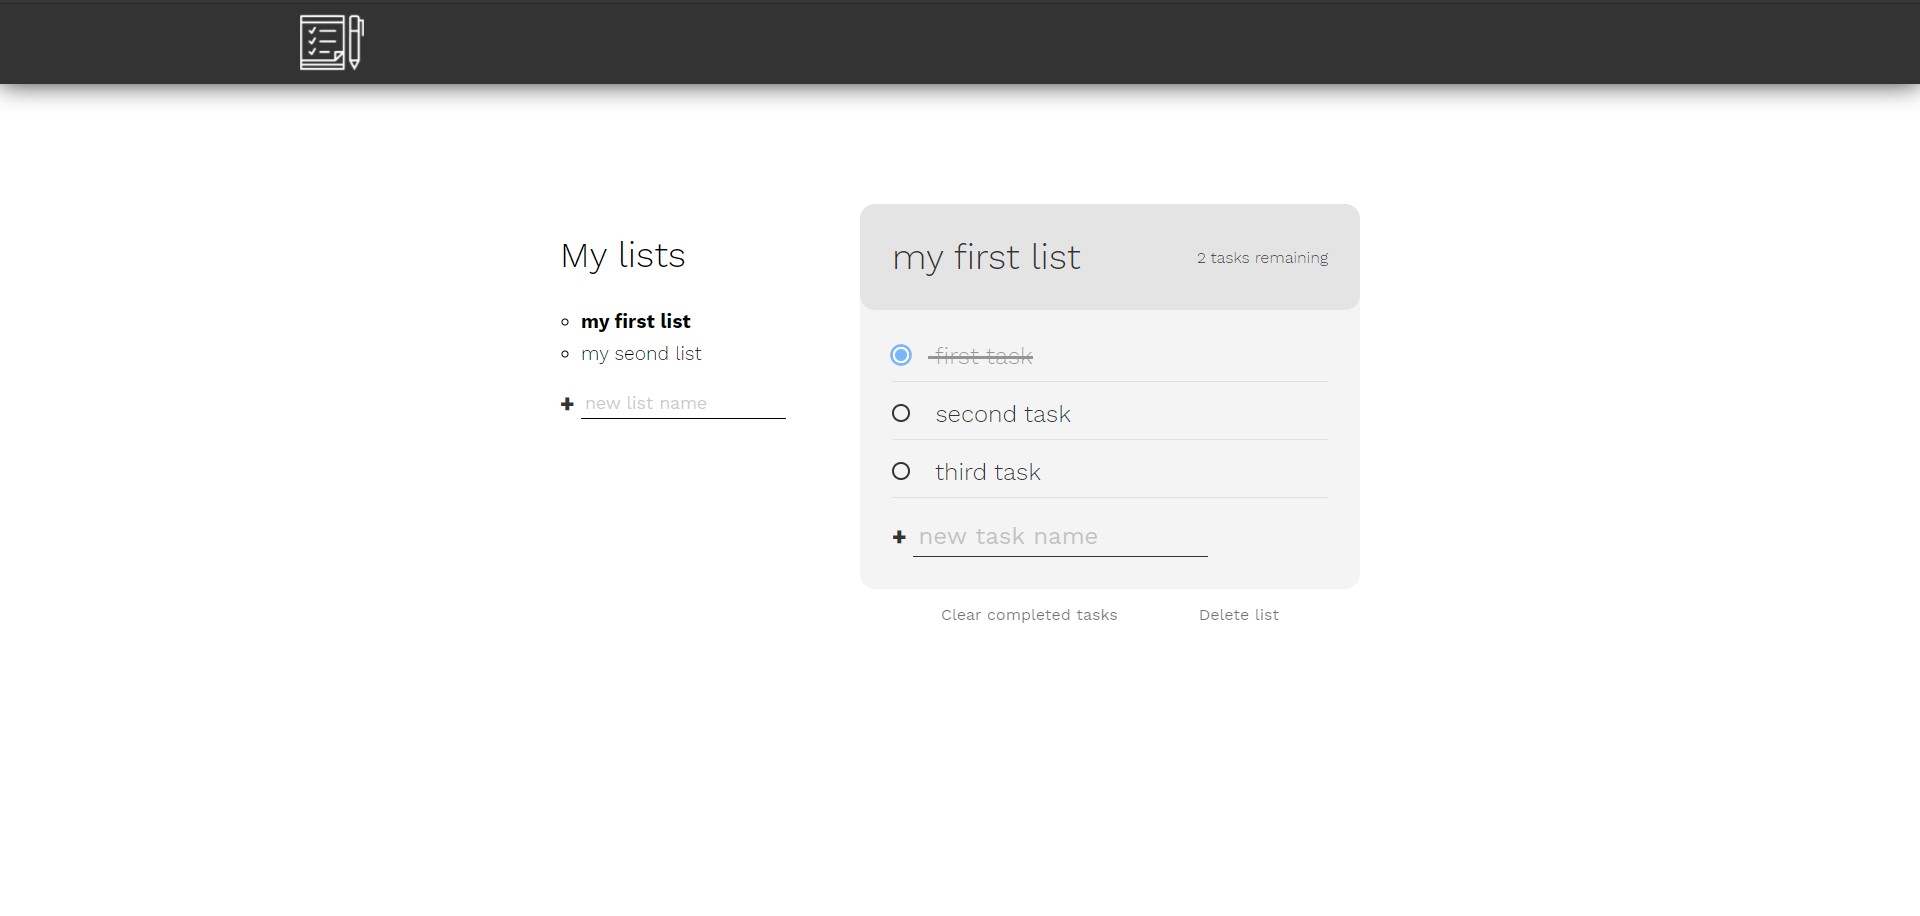 My lists
my first list
my seond list
+ new list name
my first list
2 tasks remaining
first task
second task
third task
+ new task name
Clear completed tasks
Delete list